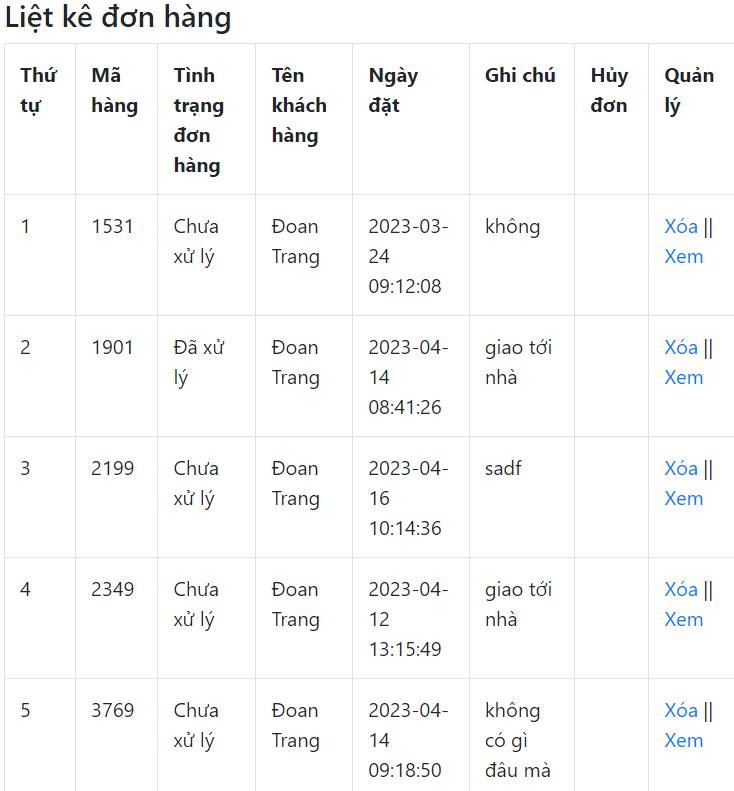 Liệt kê đơn hàng
Thứ tự
Mã hàng
Tình trạng đơn hàng
Tên khách hàng
Ngày đặt
Ghi chú
Hủy đơn
Quản lý
1
1531
Chưa xử lý
Đoan Trang
2023-03-24 09:12:08
không
Xóa || Xem
2
1901
Đã xử lý
Đoan Trang
2023-04-14 08:41:26
giao tới nhà
Xóa || Xem
3
2199
Chưa xử lý
Đoan Trang
2023-04-16 10:14:36
sadf
Xóa || Xem
4
2349
Chưa xử lý
Đoan Trang
2023-04-12 13:15:49
giao tới nhà
Xóa || Xem
5
3769
Chưa xử lý
Đoan Trang
2023-04-14 09:18:50
không có gì đâu mà
Xóa || Xem